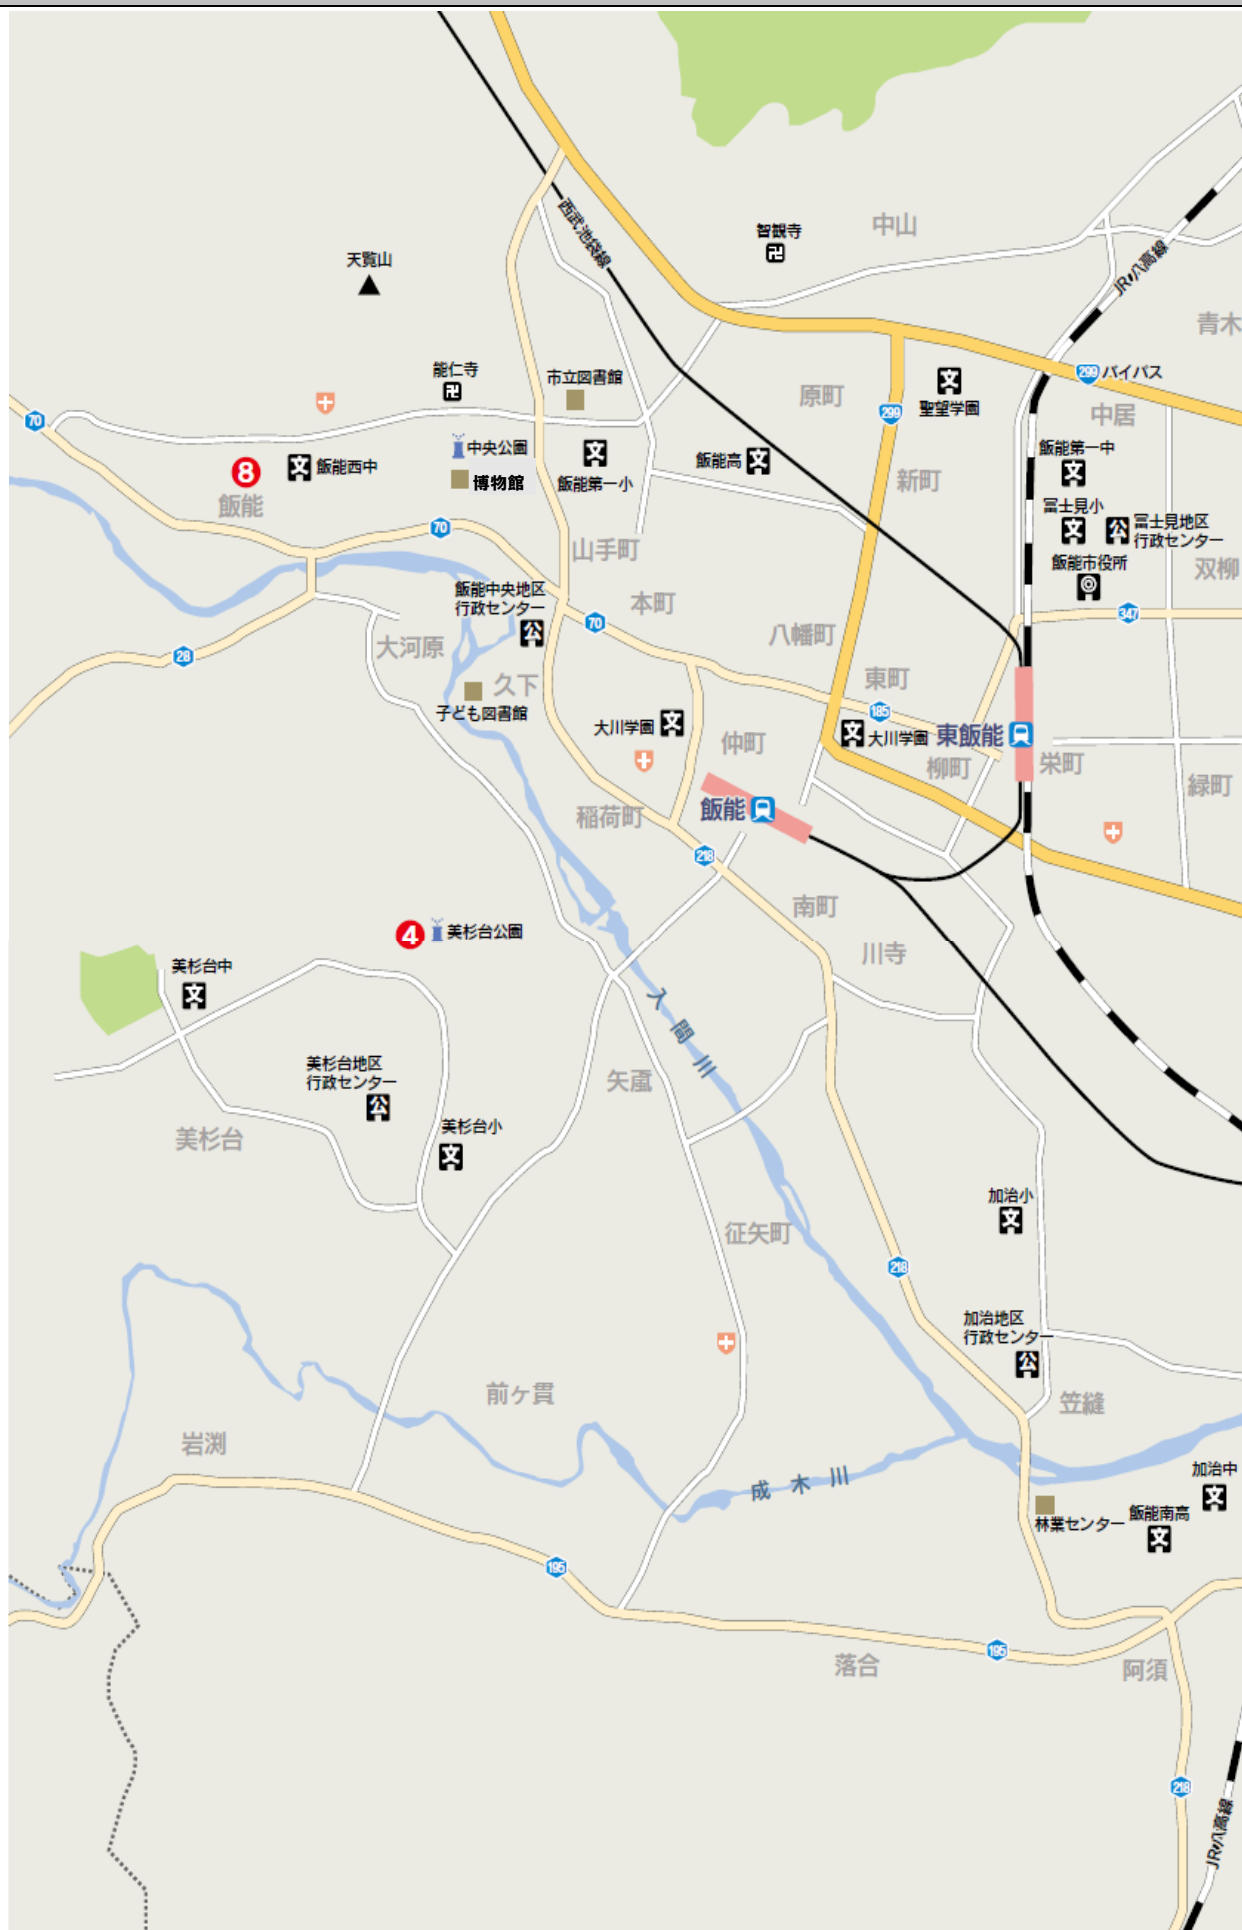 中山
智観寺
西武池袋線
JR八高線
天覧山
青木
能仁寺
市立図書館
原町
聖望学園
299
バイパス
中居
70
299
中央公園
飯能高
飯能第一中
8
飯能西中
博物館
飯能第一小
新町
飯能
富士見小
富士見地区
行政センター
70
山手町
飯能市役所
双柳
飯能中央地区
行政センター
本町
70
347
八幡町
大河原
28
久下
東町
子ども図書館
185
大川学園
大川学園
東飯能
仲町
柳町
栄町
緑町
飯能
稲荷町
218
南町
4
美杉台公園
川寺
美杉台中
入間川
美杉台地区
行政センター
矢颪
美杉台小
美杉台
加治小
征矢町
218
加治地区
行政センター
前ヶ貫
笠縫
岩渕
加治中
成木川
飯能南高
林業センター
195
195
落合
阿須
218
JR八高線